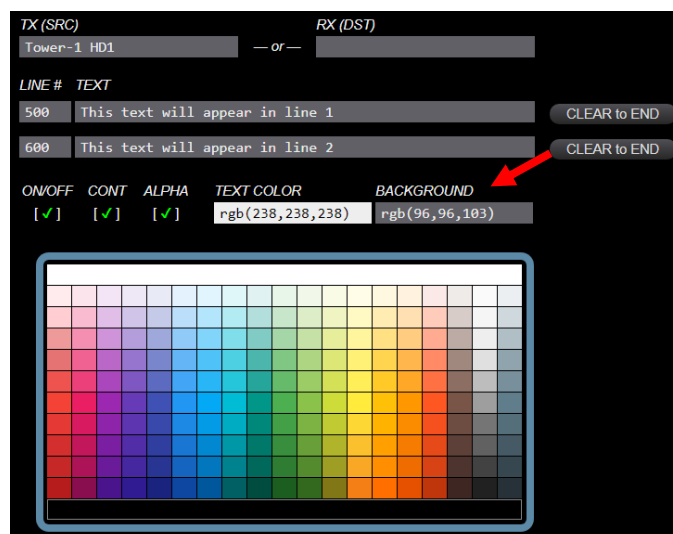 TX (SRC) RX (DST)
Tower-1 HD1 — or —
LINE # TEXT
500 This text will appear in line 1 CLEAR to END
600 This text will appear in line 2 CLEAR to END
ON/OFF CONT ALPHA TEXT COLOR BACKGROUND
[✓] [✓] [✓] rgb(238,238,238) rgb(96,96,103)